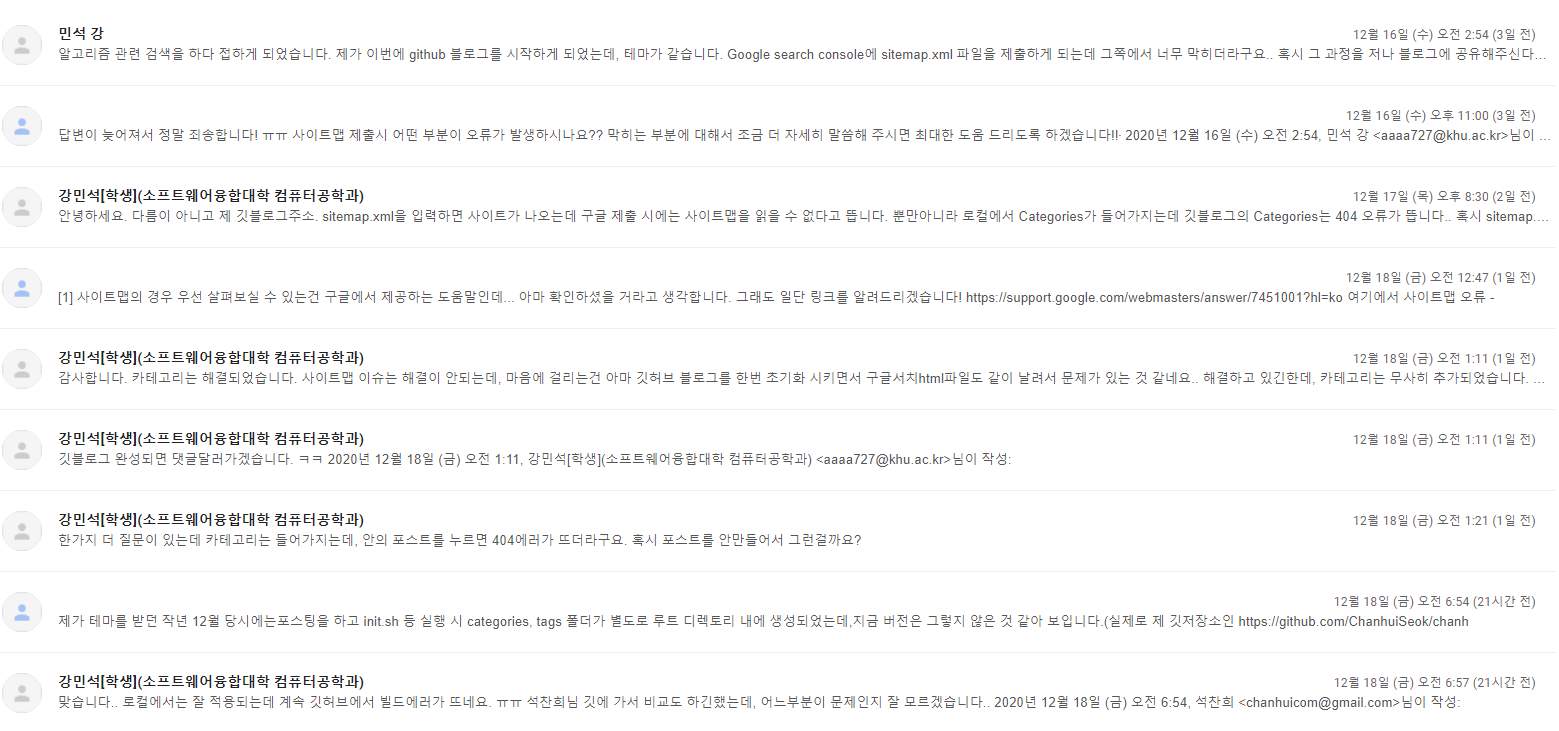 민석 강
12월 16일 (수) 오전 2:54 (3일 전)
알고리즘 관련 검색을 하다 접하게 되었습니다. 제가 이번에 github 블로그를 시작하게 되었는데, 테마가 같습니다. Google search console에 sitemap.xml 파일을 제출하게 되는데 그쪽에서 너무 막히더라구요.. 혹시 그 과정을 저나 블로그에 공유해주신다...
12월 16일 (수) 오후 11:00 (3일 전)
답변이 늦어져서 정말 죄송합니다! ㅠㅠ 사이트맵 제출시 어떤 부분이 오류가 발생하시나요?? 막히는 부분에 대해서 조금 더 자세히 말씀해 주시면 최대한 도움 드리도록 하겠습니다!!· 2020년 12월 16일 (수) 오전 2:54, 민석 강 <aaaa727@khu.ac.kr>님이 ...
강민석[학생](소프트웨어융합대학 컴퓨터공학과)
12월 17일 (목) 오후 8:30 (2일 전)
안녕하세요. 다름이 아니고 제 깃블로그주소. sitemap.xml을 입력하면 사이트가 나오는데 구글 제출 시에는 사이트맵을 읽을 수 없다고 뜹니다. 뿐만아니라 로컬에서 Categories가 들어가지는데 깃블로그의 Categories는 404 오류가 뜹니다.. 혹시 sitemap....
12월 18일 (금) 오전 12:47 (1일 전)
[1] 사이트맵의 경우 우선 살펴보실 수 있는건 구글에서 제공하는 도움말인데... 아마 확인하셨을 거라고 생각합니다. 그래도 일단 링크를 알려드리겠습니다! https://support.google.com/webmasters/answer/7451001?hl=ko 여기에서 사이트맵 오류 -
강민석[학생](소프트웨어융합대학 컴퓨터공학과)
12월 18일 (금) 오전 1:11 (1일 전)
감사합니다. 카테고리는 해결되었습니다. 사이트맵 이슈는 해결이 안되는데, 마음에 걸리는건 아마 깃허브 블로그를 한번 초기화 시키면서 구글서치html파일도 같이 날려서 문제가 있는 것 같네요.. 해결하고 있긴한데, 카테고리는 무사히 추가되었습니다. ...
강민석[학생](소프트웨어융합대학 컴퓨터공학과)
12월 18일 (금) 오전 1:11 (1일 전)
깃블로그 완성되면 댓글달러가겠습니다. ㅋㅋ 2020년 12월 18일 (금) 오전 1:11, 강민석[학생](소프트웨어융합대학 컴퓨터공학과) <aaaa727@khu.ac.kr>님이 작성:
강민석[학생](소프트웨어융합대학 컴퓨터공학과)
12월 18일 (금) 오전 1:21 (1일 전)
한가지 더 질문이 있는데 카테고리는 들어가지는데, 안의 포스트를 누르면 404에러가 뜨더라구요. 혹시 포스트를 안만들어서 그런걸까요?
12월 18일 (금) 오전 6:54 (21시간 전)
제가 테마를 받던 작년 12월 당시에는포스팅을 하고 init.sh 등 실행 시 categories, tags 폴더가 별도로 루트 디렉토리 내에 생성되었는데,지금 버전은 그렇지 않은 것 같아 보입니다.(실제로 제 깃저장소인 https://github.com/ChanhuiSeok/chanh
강민석[학생](소프트웨어융합대학 컴퓨터공학과)
12월 18일 (금) 오전 6:57 (21시간 전)
맞습니다.. 로컬에서는 잘 적용되는데 계속 깃허브에서 빌드에러가 뜨네요. ㅠㅠ 석찬희님 깃에 가서 비교도 하긴했는데, 어느부분이 문제인지 잘 모르겠습니다.. 2020년 12월 18일 (금) 오전 6:54, 석찬희 <chanhuicom@gmail.com>님이 작성: